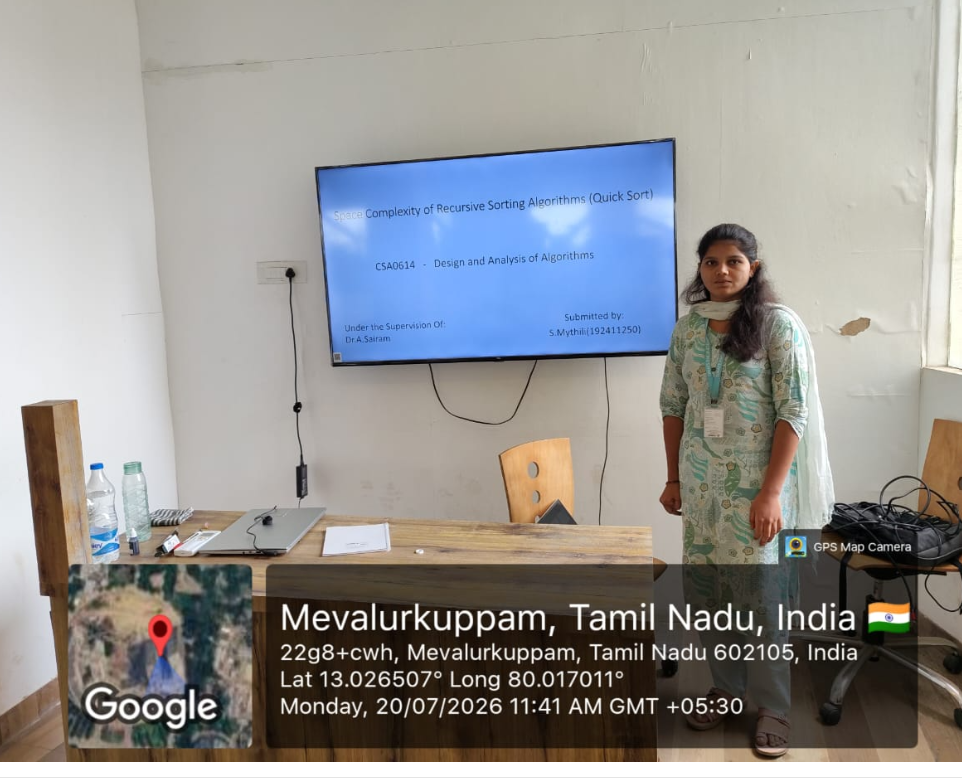 Space Complexity of Recursive Sorting Algorithms (Quick Sort)
CSA0614 - Design and Analysis of Algorithms
Under the Supervision Of:
Dr A.Sairam
Submitted by:
S.Mythili(192411250)
GPS Map Camera
Mevalurkuppam, Tamil Nadu, India
22g8+cwh, Mevalurkuppam, Tamil Nadu 602105, India
Lat 13.026507° Long 80.017011°
Monday, 20/07/2026 11:41 AM GMT +05:30
Google